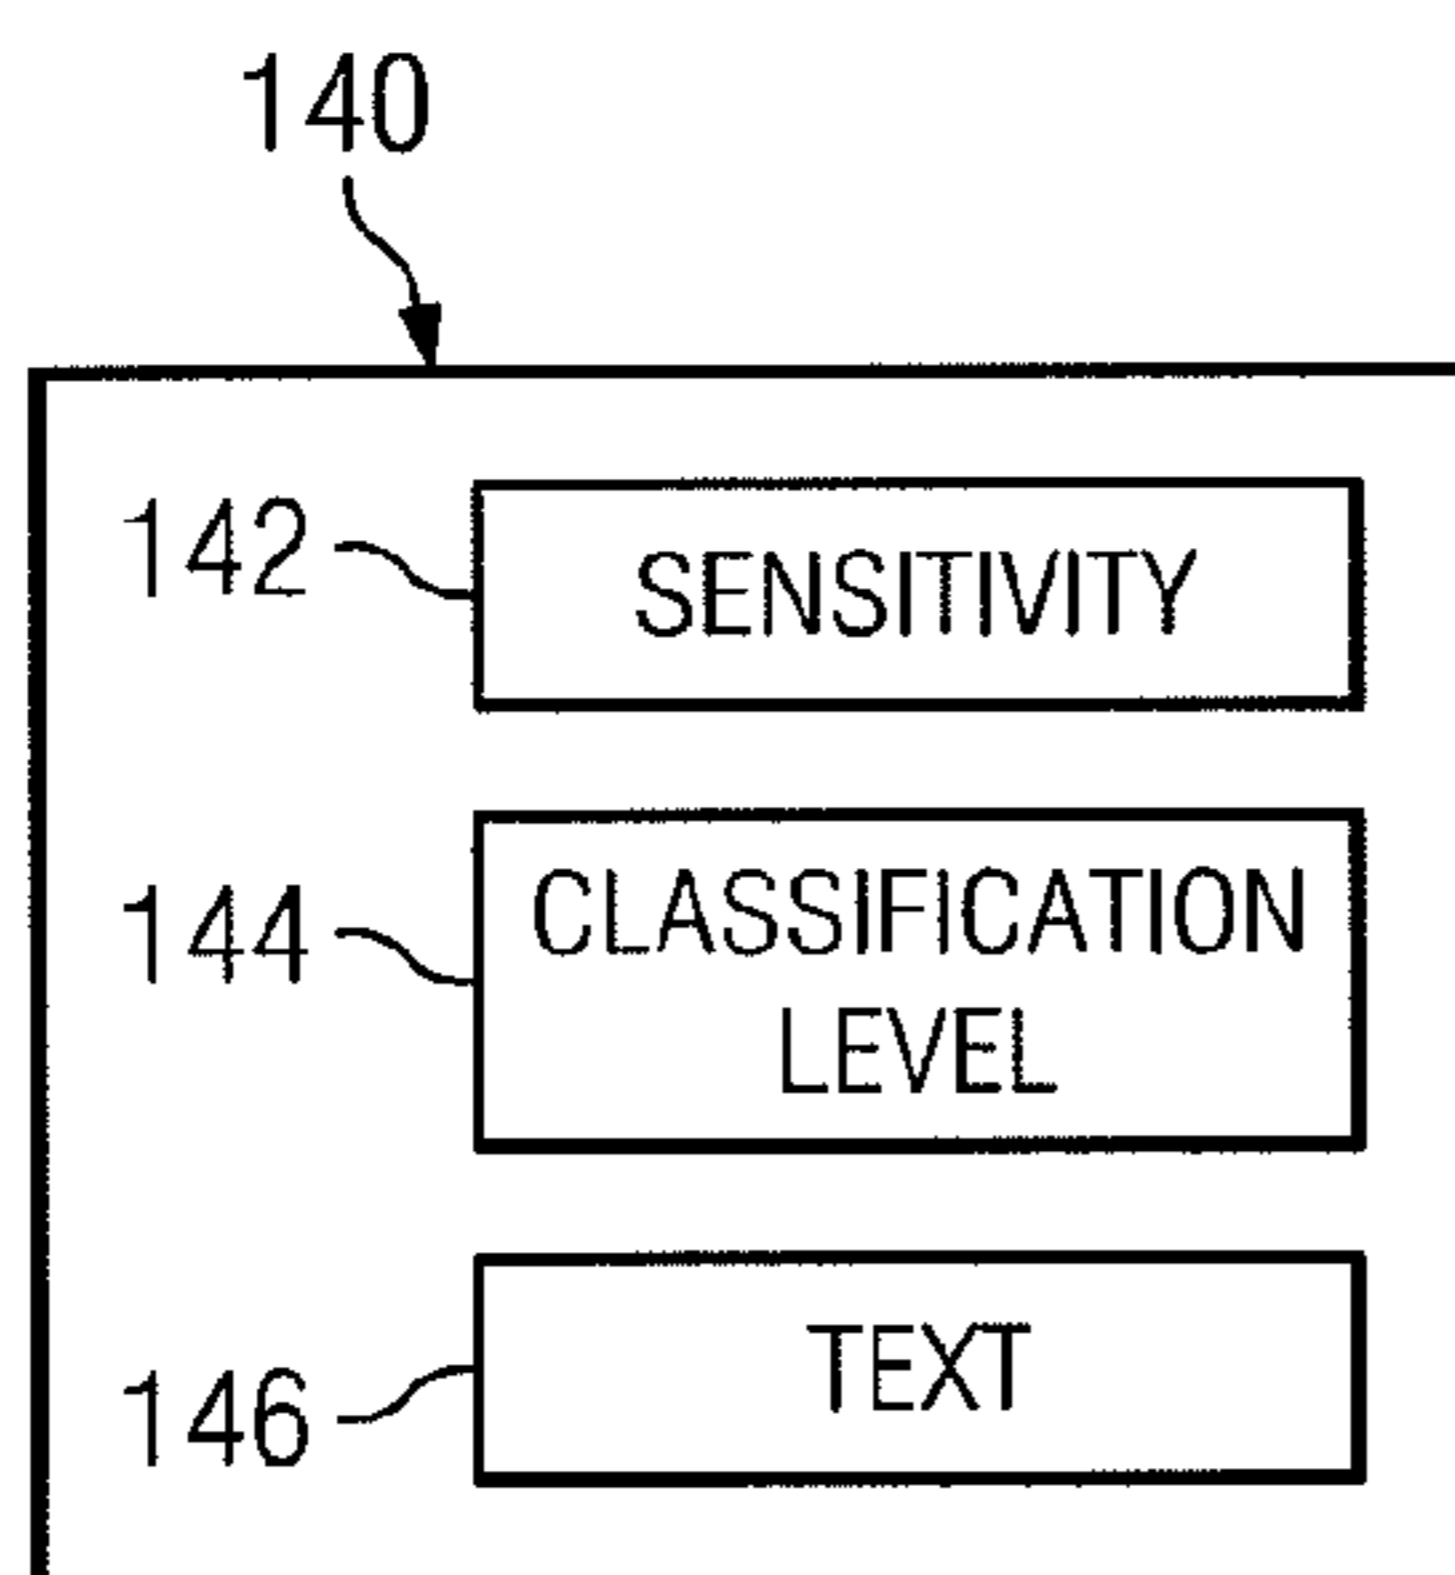 140
142
SENSITIVITY
144
CLASSIFICATION
LEVEL
146
TEXT